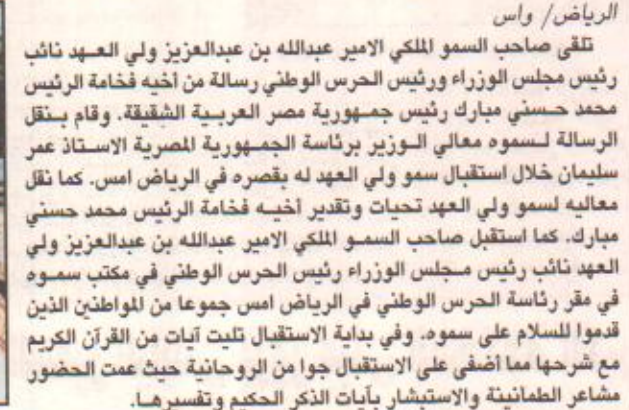 الرياض/ واس
تلقى صاحب السمو الملكي الامير عبدالله بن عبدالعزيز ولي العهد نائب
رئيس مجلس الوزراء ورئيس الحرس الوطني رسالة من أخيه فخامة الرئيس
محمد حسني مبارك رئيس جمهورية مصر العربية الشقيقة. وقام بنقل
الرسالة لسموه معالي الوزير برئاسة الجمهورية المصرية الاستاذ عمر
سليمان خلال استقبال سمو ولي العهد له بقصره في الرياض امس. كما نقل
معاليه لسمو ولي العهد تحيات وتقدير أخيه فخامة الرئيس محمد حسني
مبارك. كما استقبل صاحب السمو الملكي الامير عبدالله بن عبدالعزيز ولي
العهد نائب رئيس مجلس الوزراء رئيس الحرس الوطني في مكتب سموه
في مقر رئاسة الحرس الوطني في الرياض امس جموعا من المواطنين الذين
قدموا للسلام على سموه. وفي بداية الاستقبال تليت آيات من القرآن الكريم
مع شرحها مما أضفى على الاستقبال جوا من الروحانية حيث عمت الحضور
مشاعر الطمانينة والاستبشار بآيات الذكر الحكيم وتفسيرها.